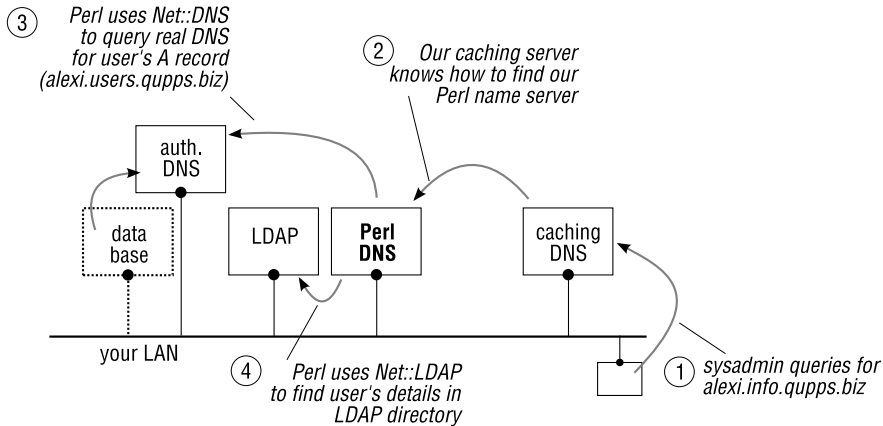 3
Perl uses Net::DNS
to query real DNS
for user's A record
(alexi.users.qupps.biz)
2
Our caching server
knows how to find our
Perl name server
auth.
DNS
data
base
LDAP
Perl
DNS
caching
DNS
your LAN
4
Perl uses Net::LDAP
to find user's details in
LDAP directory
1
sysadmin queries for
alexi.info.qupps.biz